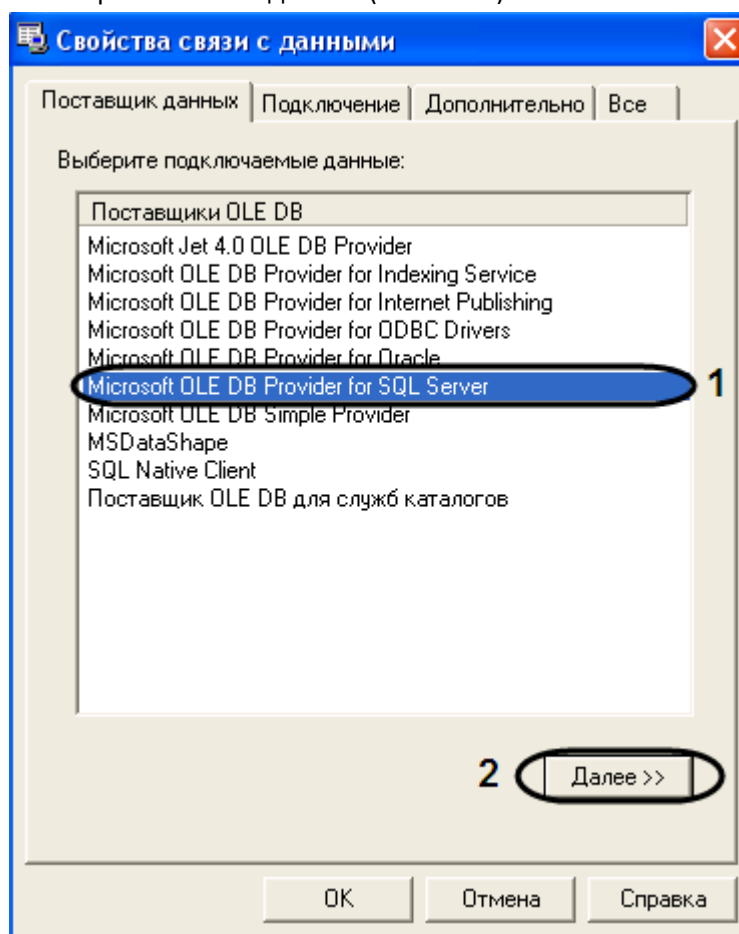 Свойства связи с данными
Поставщик данных Подключение Дополнительно Все
Выберите подключаемые данные:
Поставщики OLE DB
Microsoft Jet 4.0 OLE DB Provider
Microsoft OLE DB Provider for Indexing Service
Microsoft OLE DB Provider for Internet Publishing
Microsoft OLE DB Provider for ODBC Drivers
Microsoft OLE DB Provider for Oracle
Microsoft OLE DB Provider for SQL Server 1
Microsoft OLE DB Simple Provider
MSDataShape
SQL Native Client
Поставщик OLE DB для служб каталогов
2 Далее >>
OK Отмена Справка